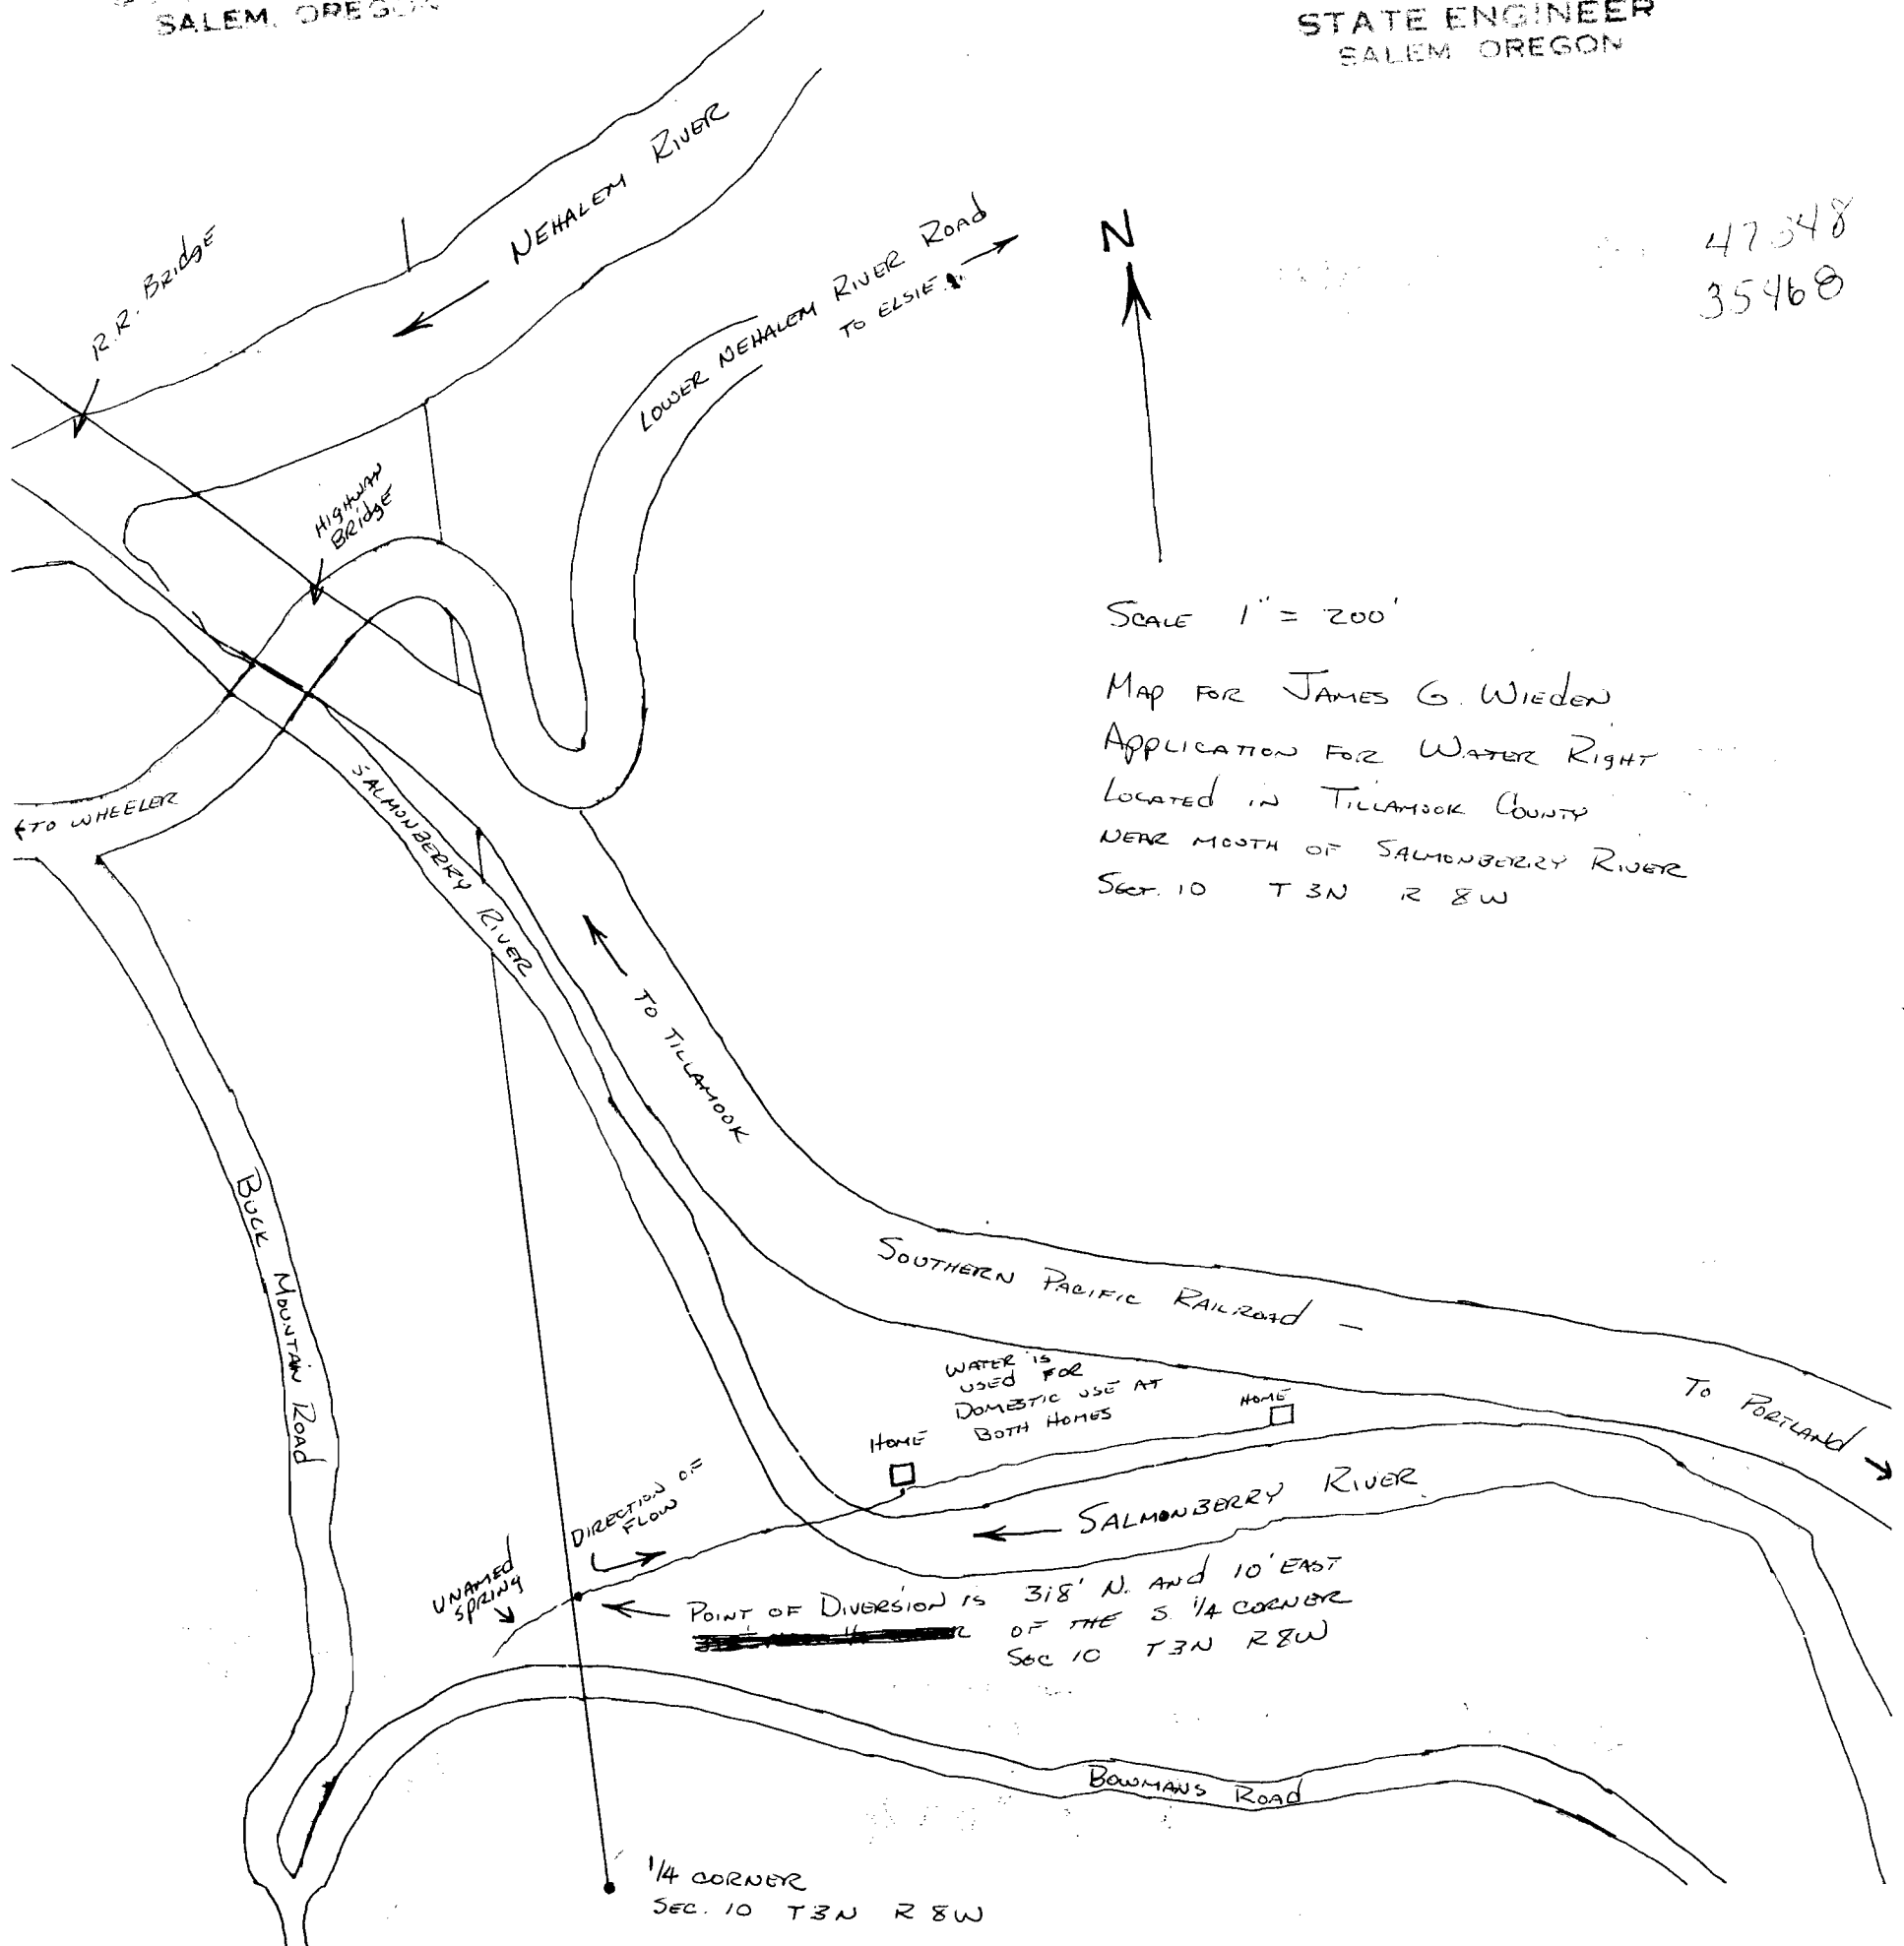 SALEM, OREGON
STATE ENGINEER
SALEM OREGON
35468
R.R. BRIDGE
NEHALEM RIVER
LOWER NEHALEM RIVER ROAD
TO ELSIE
N
HIGHWAY
BRIDGE
SCALE 1" = 200'
MAP FOR JAMES G. WIEDEN
APPLICATION FOR WATER RIGHT
LOCATED IN TILLAMOOK COUNTY
NEAR MOUTH OF SALMONBERRY RIVER
SECT. 10 T 3N R 8W
TO WHEELER
SALMONBERRY RIVER
TO TILLAMOOK
BUCK MOUNTAIN ROAD
SOUTHERN PACIFIC RAILROAD
TO PORTLAND
WATER IS
USED FOR
DOMESTIC USE AT
BOTH HOMES
HOME
HOME
SALMONBERRY RIVER
DIRECTION OF
FLOW
UNAMED
SPRING
POINT OF DIVERSION IS 318' N. AND 10' EAST
OF THE S. 1/4 CORNER
SEC 10 T3N R8W
BOWMANS ROAD
1/4 CORNER
SEC. 10 T3N R 8W